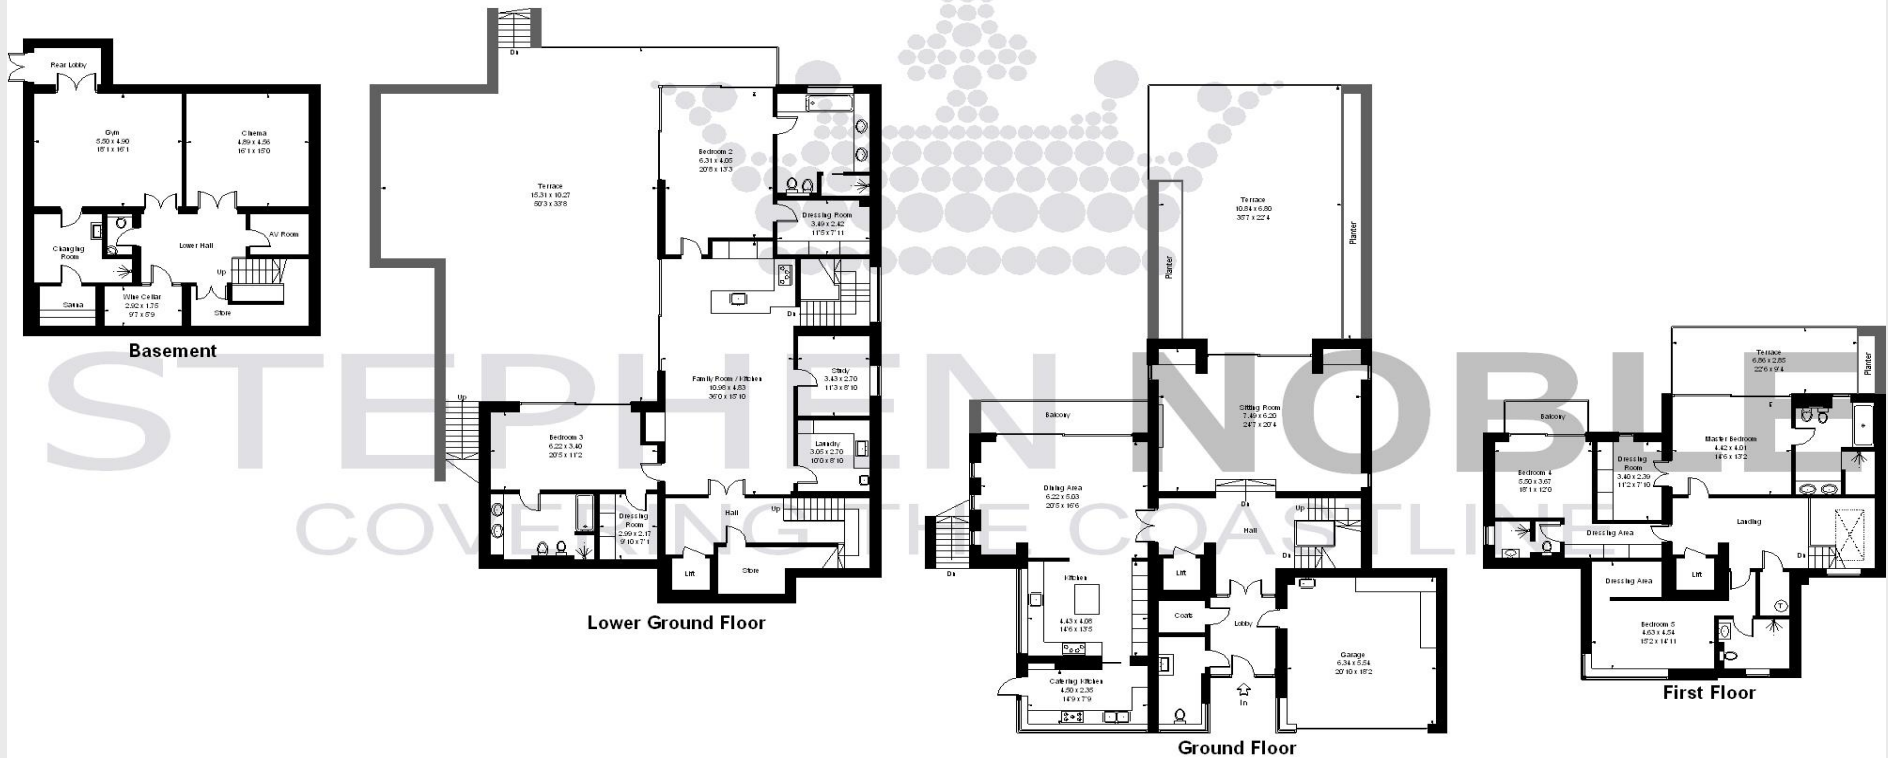 Rear Lobby
Gym
5.50 x 4.90
18'1 x 16'1
Cinema
4.89 x 4.56
16'1 x 15'0
Changing
Room
Lower Hall
AV Room
Up
Sauna
Wine Cellar
2.92 x 1.75
9'7 x 5'9
Store
Basement
Dn
Terrace
15.31 x 10.27
50'3 x 33'8
Bedroom 2
6.31 x 4.05
20'8 x 13'3
Dressing Room
3.49 x 2.42
11'5 x 7'11
Dn
Family Room / Kitchen
10.98 x 4.83
36'0 x 15'10
Study
3.43 x 2.70
11'3 x 8'10
Up
Bedroom 3
6.22 x 3.40
20'5 x 11'2
Laundry
3.05 x 2.70
10'0 x 8'10
Dressing
Room
2.99 x 2.17
9'10 x 7'1
Hall
Up
Lift
Store
Lower Ground Floor
Terrace
10.84 x 6.80
35'7 x 22'4
Planter
Planter
Balcony
Sitting Room
7.49 x 6.20
24'7 x 20'4
Dining Area
6.22 x 5.03
20'5 x 16'6
Dn
Hall
Up
Dn
Dn
Lift
Kitchen
4.43 x 4.08
14'6 x 13'5
Coats
Lobby
Garage
6.34 x 5.54
20'10 x 18'2
Catering Kitchen
4.50 x 2.35
14'9 x 7'9
In
Ground Floor
Terrace
6.86 x 2.85
22'6 x 9'4
Planter
Balcony
Master Bedroom
4.42 x 4.01
14'6 x 13'2
Bedroom 4
5.50 x 3.67
18'1 x 12'0
Dressing
Room
3.40 x 2.39
11'2 x 7'10
Landing
Dressing Area
Dn
Lift
Dressing Area
T
Bedroom 5
4.63 x 4.54
15'2 x 14'11
First Floor
STEPHEN NOBLE
COVERING THE COASTLINE